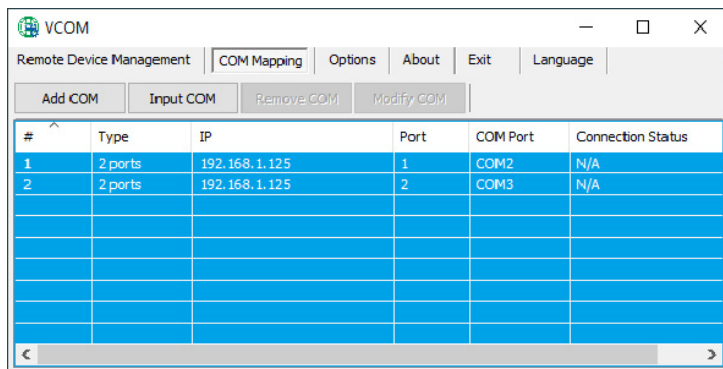 VCOM
Remote Device Management COM Mapping Options About Exit Language
Add COM Input COM Remove COM Modify COM
# Type IP Port COM Port Connection Status
1 2 ports 192.168.1.125 1 COM2 N/A
2 2 ports 192.168.1.125 2 COM3 N/A